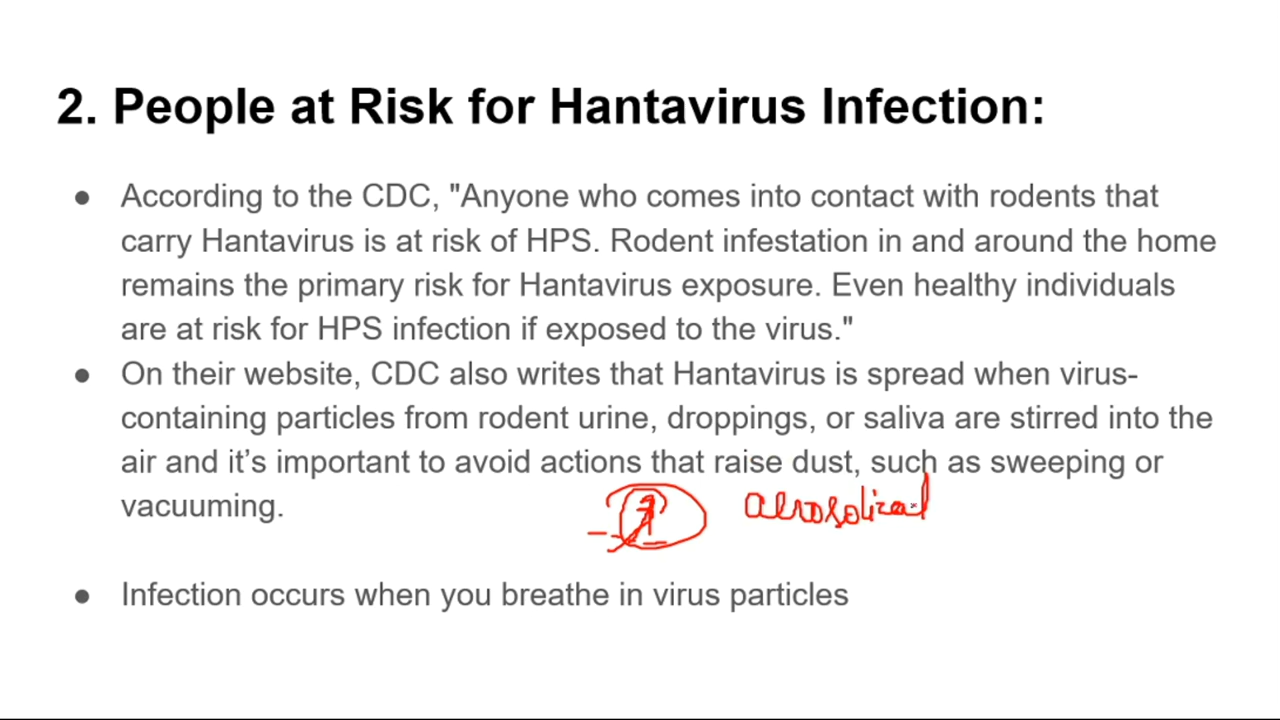 2. People at Risk for Hantavirus Infection:
● According to the CDC, "Anyone who comes into contact with rodents that
carry Hantavirus is at risk of HPS. Rodent infestation in and around the home
remains the primary risk for Hantavirus exposure. Even healthy individuals
are at risk for HPS infection if exposed to the virus."
● On their website, CDC also writes that Hantavirus is spread when virus-
containing particles from rodent urine, droppings, or saliva are stirred into the
air and it’s important to avoid actions that raise dust, such as sweeping or
vacuuming.
aerosolized
● Infection occurs when you breathe in virus particles